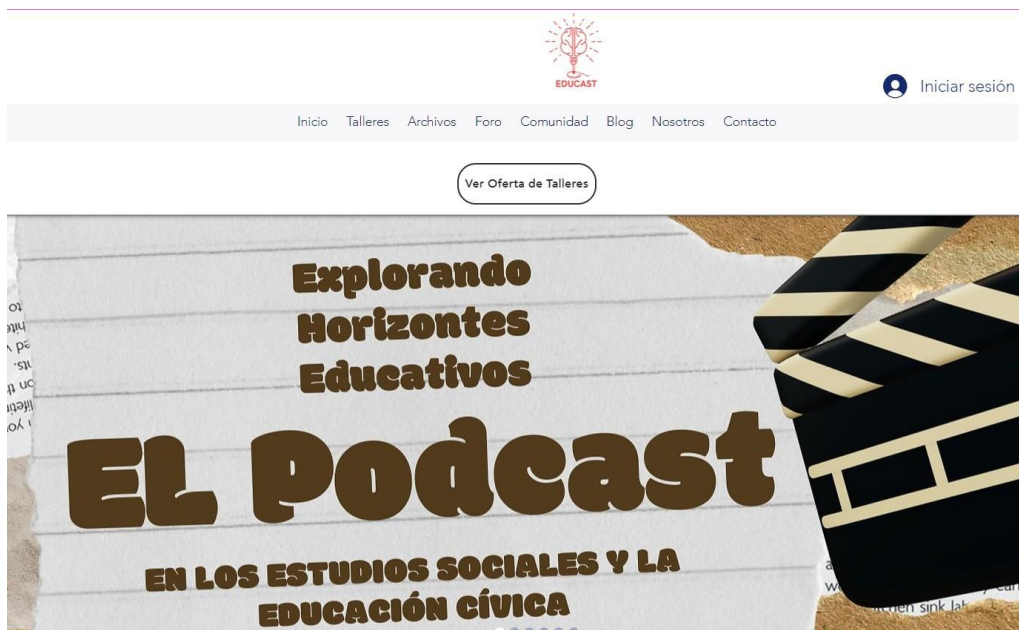 EDUCAST
Iniciar sesión
Inicio Talleres Archivos Foro Comunidad Blog Nosotros Contacto
Ver Oferta de Talleres
Explorando
Horizontes
Educativos
EL Podcast
EN LOS ESTUDIOS SOCIALES Y LA
EDUCACIÓN CÍVICA
sink